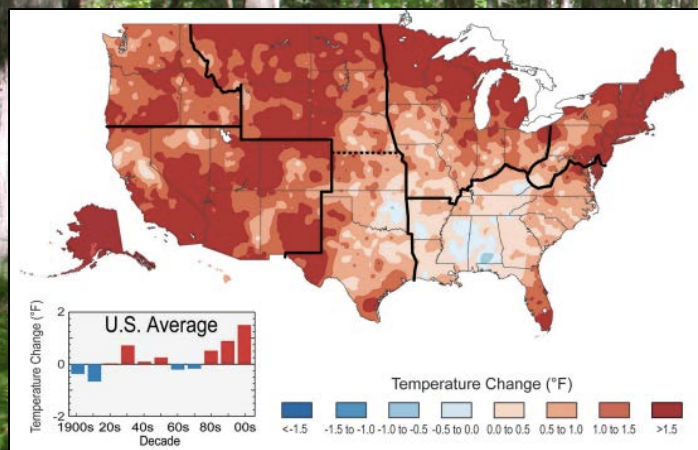 U.S. Average
Temperature Change (°F)
2
0
-2
1900s 20s 40s 60s 80s 00s
Decade
Temperature Change (°F)
<-1.5 -1.5 to -1.0 -1.0 to -0.5 -0.5 to 0.0 0.0 to 0.5 0.5 to 1.0 1.0 to 1.5 >1.5